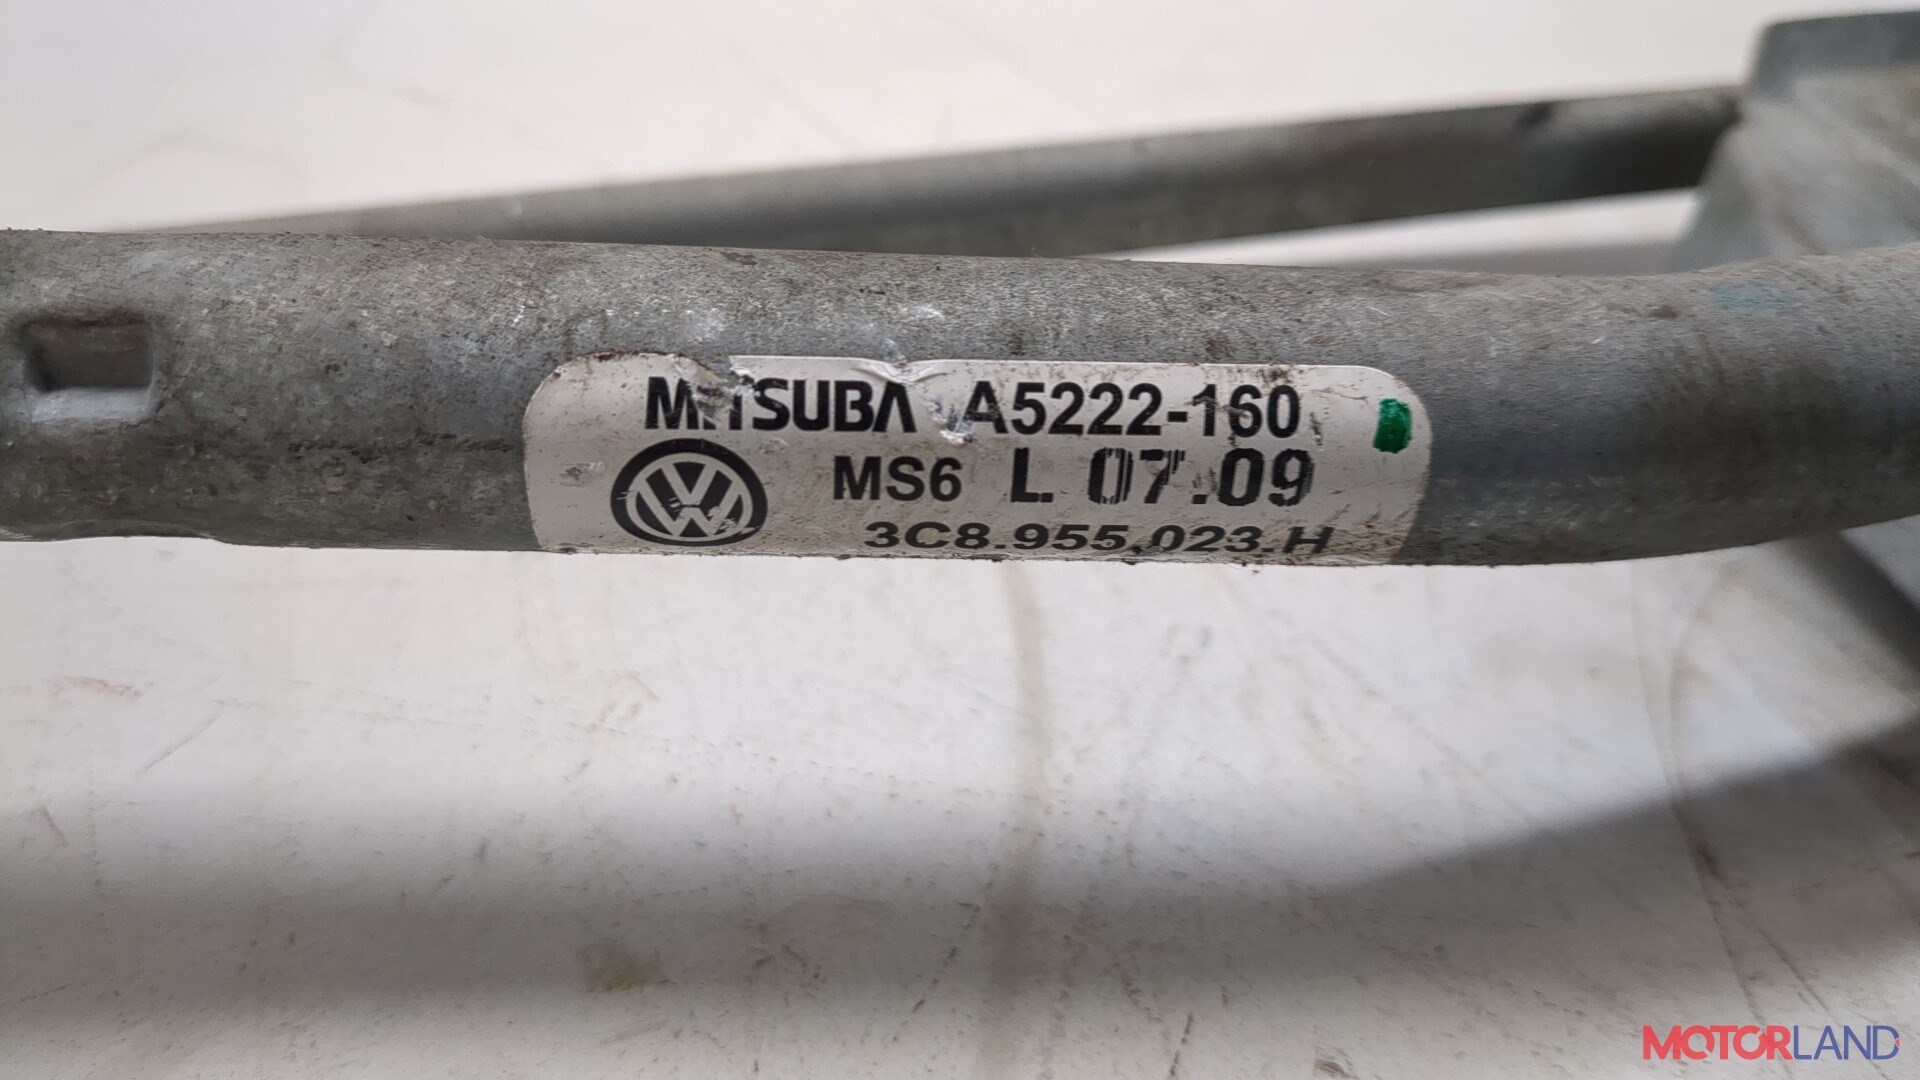 MITSUBA A5222-160
MS6 L 07.09
3C8.955.023.H
MOTORLAND